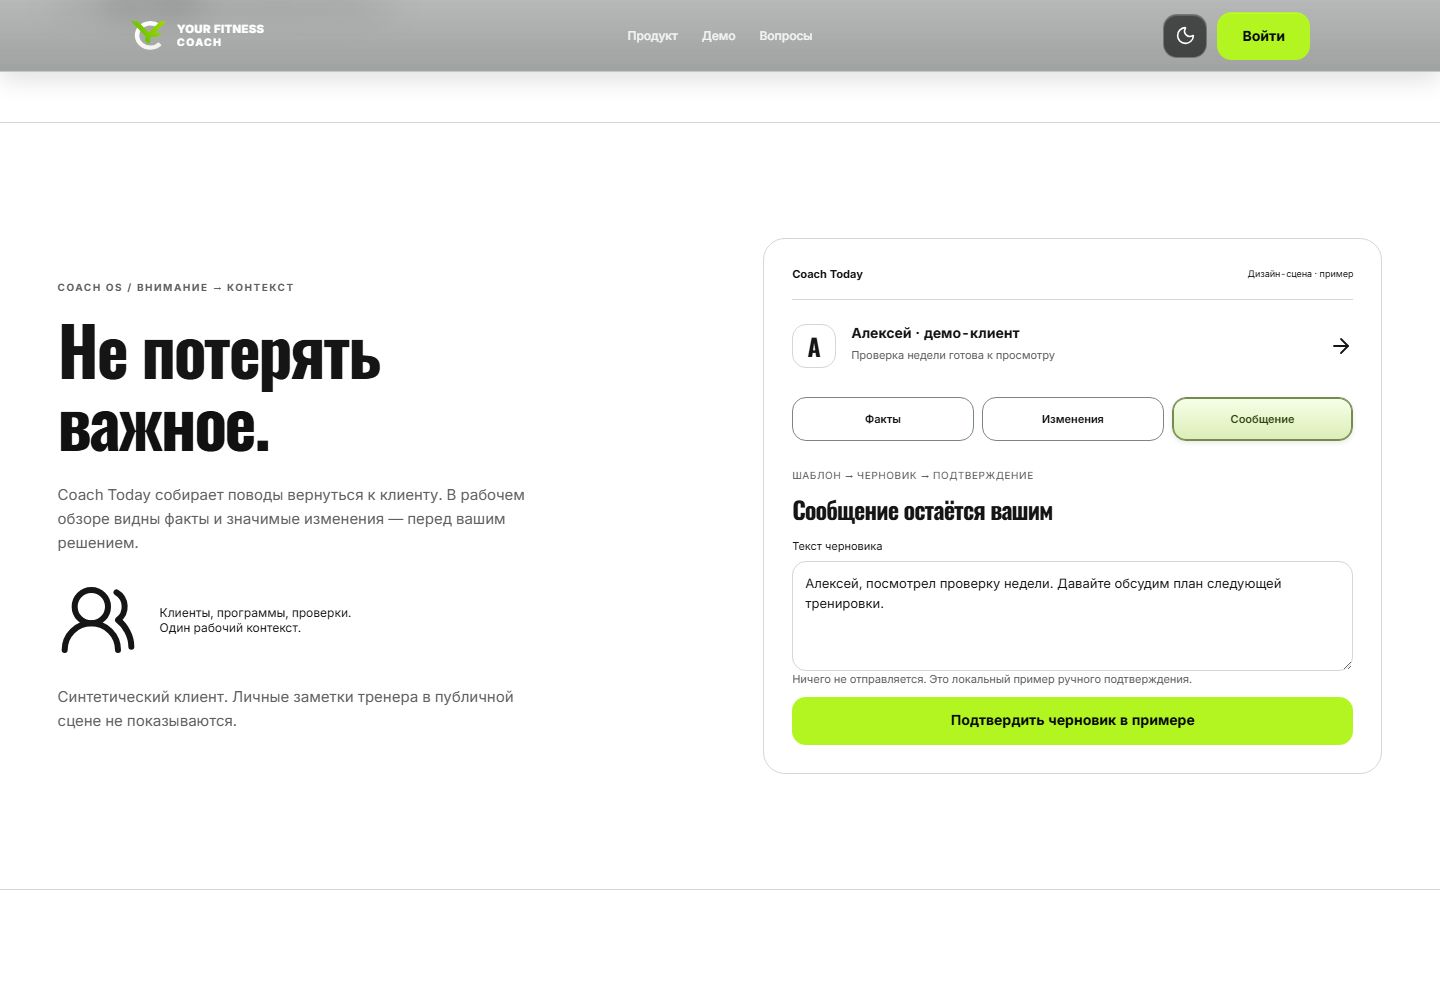 YOUR FITNESS
COACH
Продукт
Демо
Вопросы
Войти
COACH OS / ВНИМАНИЕ → КОНТЕКСТ
Не потерять
важное.
Coach Today собирает поводы вернуться к клиенту. В рабочем
обзоре видны факты и значимые изменения — перед вашим
решением.
Клиенты, программы, проверки.
Один рабочий контекст.
Синтетический клиент. Личные заметки тренера в публичной
сцене не показываются.
Coach Today
Дизайн-сцена · пример
А
Алексей · демо-клиент
Проверка недели готова к просмотру
Факты
Изменения
Сообщение
ШАБЛОН → ЧЕРНОВИК → ПОДТВЕРЖДЕНИЕ
Сообщение остаётся вашим
Текст черновика
Алексей, посмотрел проверку недели. Давайте обсудим план следующей
тренировки.
Ничего не отправляется. Это локальный пример ручного подтверждения.
Подтвердить черновик в примере